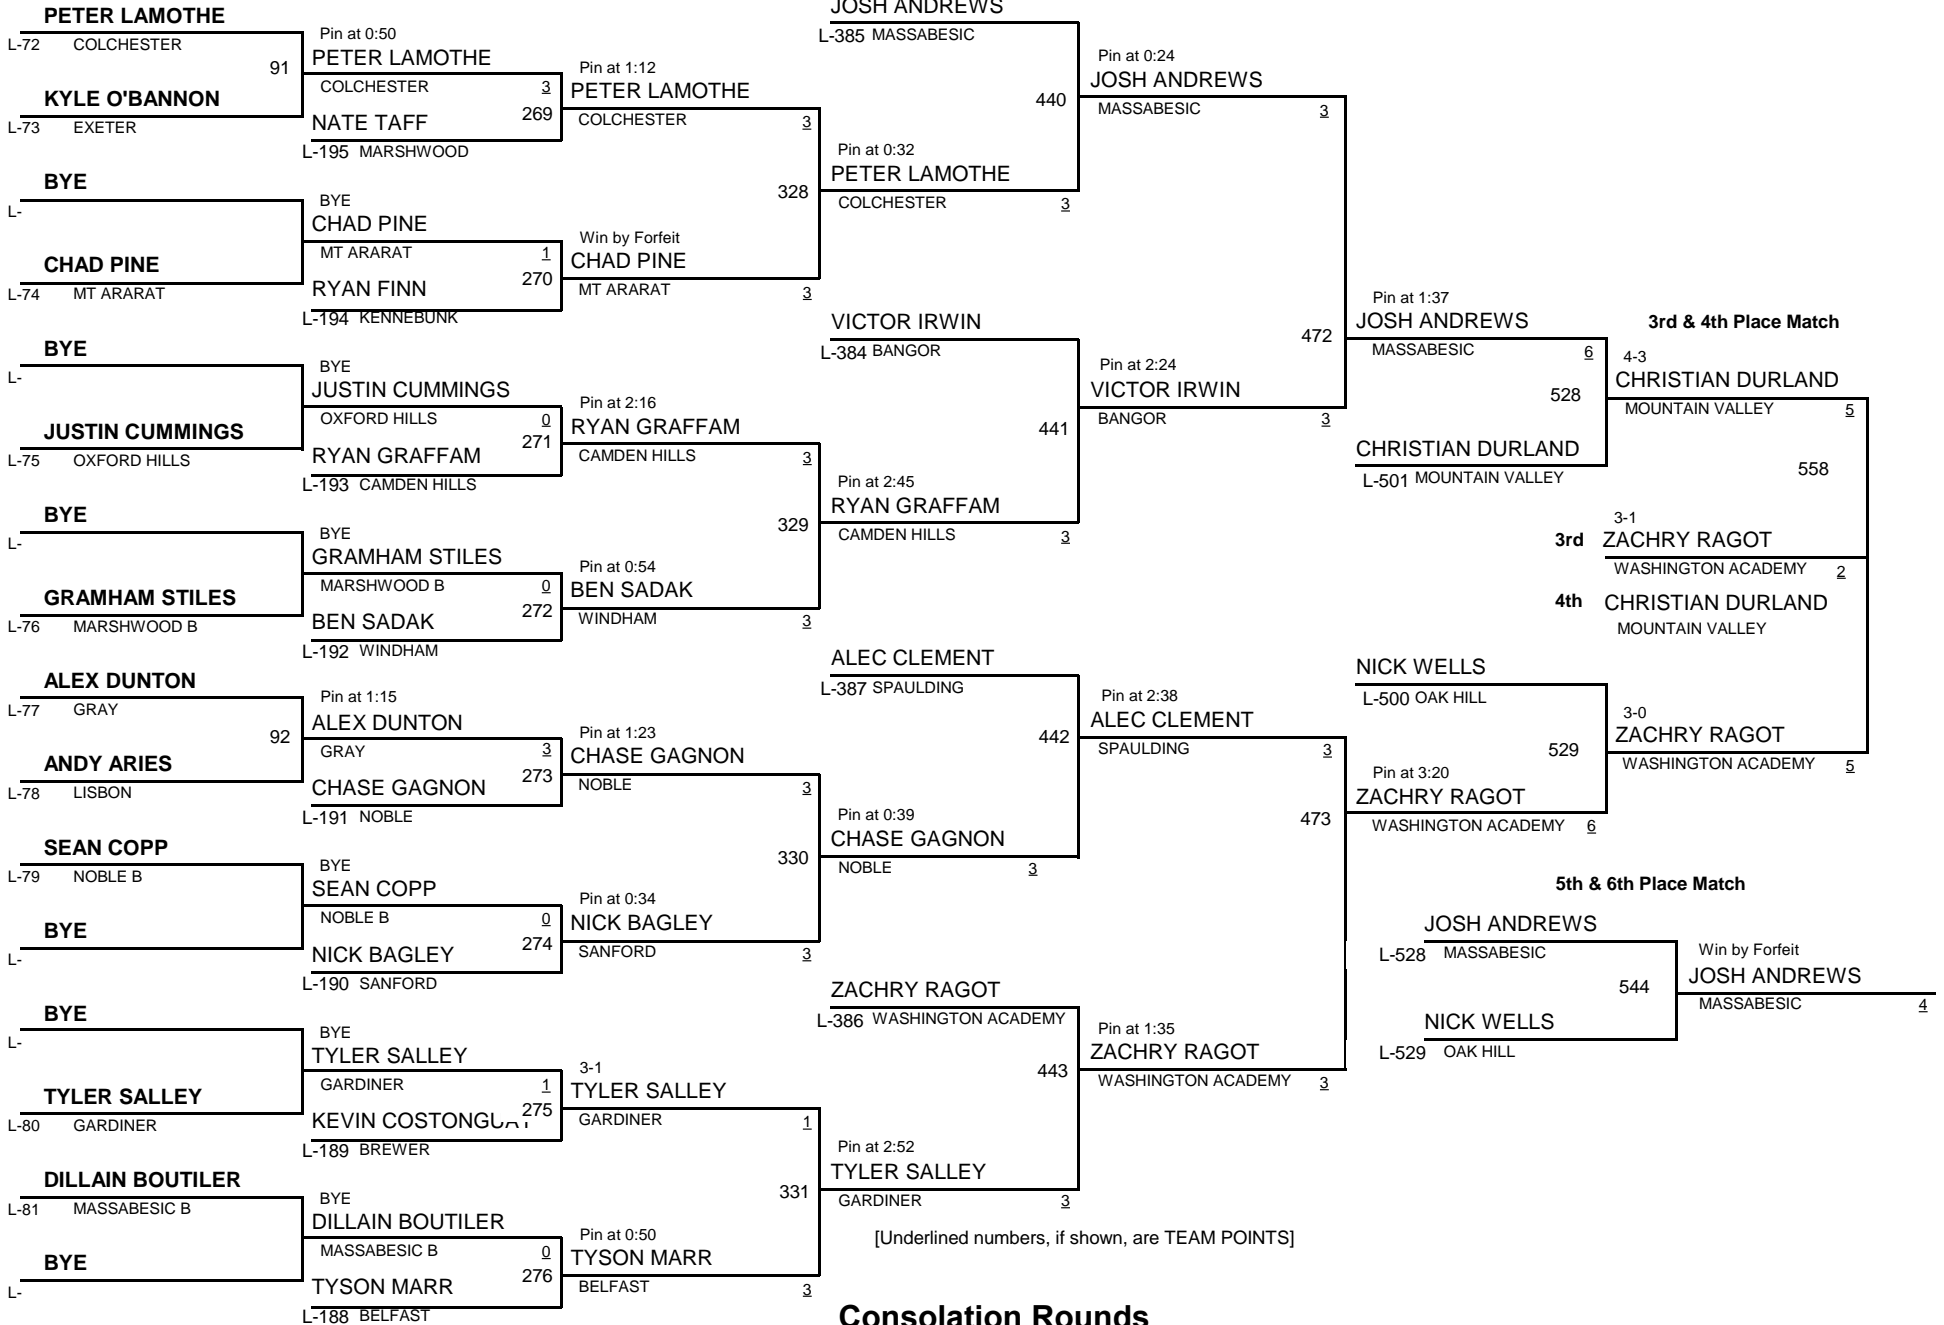 PETER LAMOTHE
L-72 COLCHESTER
91
KYLE O'BANNON
L-73 EXETER
BYE
L-
CHAD PINE
L-74 MT ARARAT
BYE
L-
JUSTIN CUMMINGS
L-75 OXFORD HILLS
BYE
L-
GRAMHAM STILES
L-76 MARSHWOOD B
ALEX DUNTON
L-77 GRAY
92
ANDY ARIES
L-78 LISBON
SEAN COPP
L-79 NOBLE B
BYE
L-
BYE
L-
TYLER SALLEY
L-80 GARDINER
DILLAIN BOUTILER
L-81 MASSABESIC B
BYE
L-
Pin at 0:50
PETER LAMOTHE
COLCHESTER 3
269
NATE TAFF
L-195 MARSHWOOD
BYE
CHAD PINE
MT ARARAT 1
270
RYAN FINN
L-194 KENNEBUNK
BYE
JUSTIN CUMMINGS
OXFORD HILLS 0
271
RYAN GRAFFAM
L-193 CAMDEN HILLS
BYE
GRAMHAM STILES
MARSHWOOD B 0
272
BEN SADAK
L-192 WINDHAM
Pin at 1:15
ALEX DUNTON
GRAY 3
273
CHASE GAGNON
L-191 NOBLE
BYE
SEAN COPP
NOBLE B 0
274
NICK BAGLEY
L-190 SANFORD
BYE
TYLER SALLEY
GARDINER 1
275
KEVIN
L-189 BREWER
BYE
DILLAIN BOUTILER
MASSABESIC B 0
276
TYSON MARR
L-188 BELFAST
Pin at 1:12
PETER LAMOTHE
COLCHESTER 3
328
Win by Forfeit
CHAD PINE
MT ARARAT 3
Pin at 2:16
RYAN GRAFFAM
CAMDEN HILLS 3
329
Pin at 0:54
BEN SADAK
WINDHAM 3
Pin at 1:23
CHASE GAGNON
NOBLE 3
330
Pin at 0:34
NICK BAGLEY
SANFORD 3
3-1
TYLER SALLEY
GARDINER 1
331
Pin at 0:50
TYSON MARR
BELFAST 3
JOSH ANDREWS
L-385 MASSABESIC
440
Pin at 0:32
PETER LAMOTHE
COLCHESTER 3
VICTOR IRWIN
L-384 BANGOR
441
Pin at 2:45
RYAN GRAFFAM
CAMDEN HILLS 3
ALEC CLEMENT
L-387 SPAULDING
442
Pin at 0:39
CHASE GAGNON
NOBLE 3
ZACHRY RAGOT
L-386 WASHINGTON ACADEMY
443
Pin at 2:52
TYLER SALLEY
GARDINER 3
Pin at 0:24
JOSH ANDREWS
MASSABESIC 3
472
Pin at 2:24
VICTOR IRWIN
BANGOR 3
Pin at 2:38
ALEC CLEMENT
SPAULDING 3
473
Pin at 1:35
ZACHRY RAGOT
WASHINGTON ACADEMY 3
Pin at 1:37
JOSH ANDREWS
MASSABESIC 6
528
CHRISTIAN DURLAND
L-501 MOUNTAIN VALLEY
NICK WELLS
L-500 OAK HILL
529
Pin at 3:20
ZACHRY RAGOT
WASHINGTON ACADEMY 6
3rd & 4th Place Match
4-3
CHRISTIAN DURLAND
MOUNTAIN VALLEY 5
558
3-1
3rd ZACHRY RAGOT
WASHINGTON ACADEMY 2
4th CHRISTIAN DURLAND
MOUNTAIN VALLEY
3-0
ZACHRY RAGOT
WASHINGTON ACADEMY 5
5th & 6th Place Match
JOSH ANDREWS
L-528 MASSABESIC
544
NICK WELLS
L-529 OAK HILL
Win by Forfeit
JOSH ANDREWS
MASSABESIC 4
[Underlined numbers, if shown, are TEAM POINTS]
Consolation Rounds